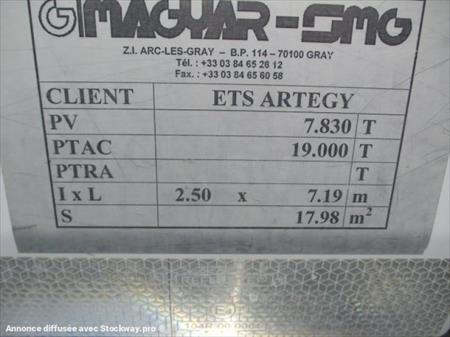 MAGYAR-SMG
Z.I. ARC-LES-GRAY – B.P. 114 – 70100 GRAY
Tél. : +33 03 84 65 26 12
Fax. : +33 03 84 65 60 58
CLIENT ETS ARTEGY
PV 7.830 T
PTAC 19.000 T
PTRA T
I x L 2.50 x 7.19 m
S 17.98 m²
Annonce diffusée avec Stockway.pro